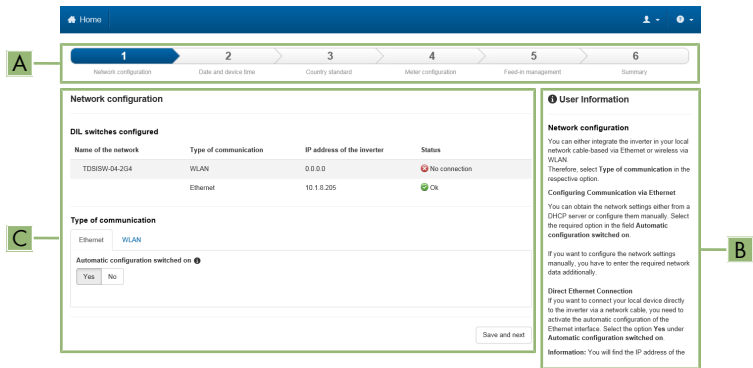 Home
1
2
3
4
5
6
Network configuration
Date and device time
Country standard
Meter configuration
Feed-in management
Summary
A
Network configuration
DIL switches configured
Name of the network Type of communication IP address of the inverter Status
TDSISW-04-2G4 WLAN 0.0.0.0 No connection
Ethernet 10.1.8.205 Ok
Type of communication
Ethernet WLAN
Automatic configuration switched on
Yes No
Save and next
C
User Information
Network configuration
You can either integrate the inverter in your local
network cable-based via Ethernet or wireless via
WLAN.
Therefore, select Type of communication in the
respective option.
Configuring Communication via Ethernet
You can obtain the network settings either from a
DHCP server or configure them manually. Select
the required option in the field Automatic
configuration switched on.
If you want to configure the network settings
manually, you have to enter the required network
data additionally.
Direct Ethernet Connection
If you want to connect your local device directly
to the inverter via a network cable, you need to
activate the automatic configuration of the
Ethernet interface. Select the option Yes under
Automatic configuration switched on.
Information: You will find the IP address of the
B